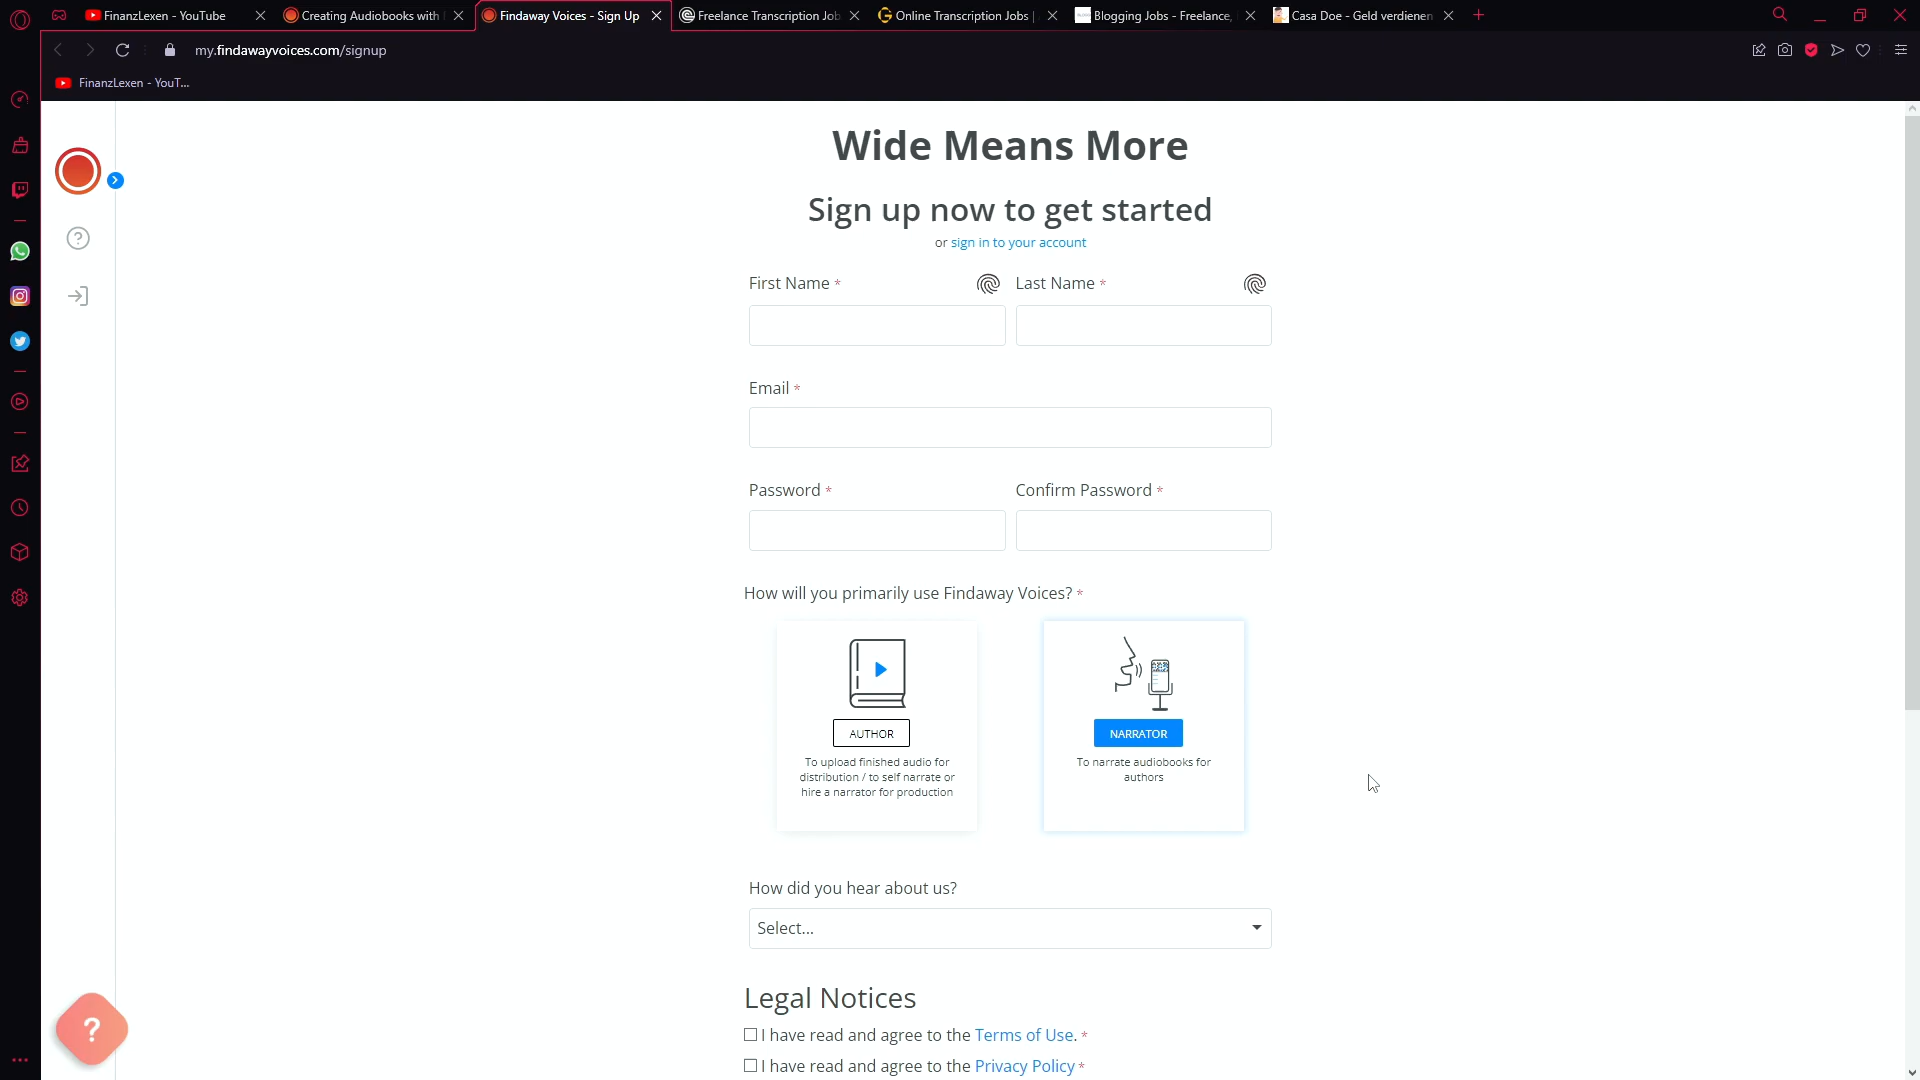 FinanzLexen - YouTube
Creating Audiobooks with
Findaway Voices - Sign Up
Freelance Transcription Job
Online Transcription Jobs |
Blogging Jobs - Freelance,
Casa Doe - Geld verdienen
my.findawayvoices.com/signup
FinanzLexen - YouT...
Wide Means More
Sign up now to get started
or sign in to your account
First Name *
Last Name *
Email *
Password *
Confirm Password *
How will you primarily use Findaway Voices? *
AUTHOR
To upload finished audio for
distribution / to self narrate or
hire a narrator for production
NARRATOR
To narrate audiobooks for
authors
How did you hear about us?
Select...
Legal Notices
I have read and agree to the Terms of Use. *
I have read and agree to the Privacy Policy *
?